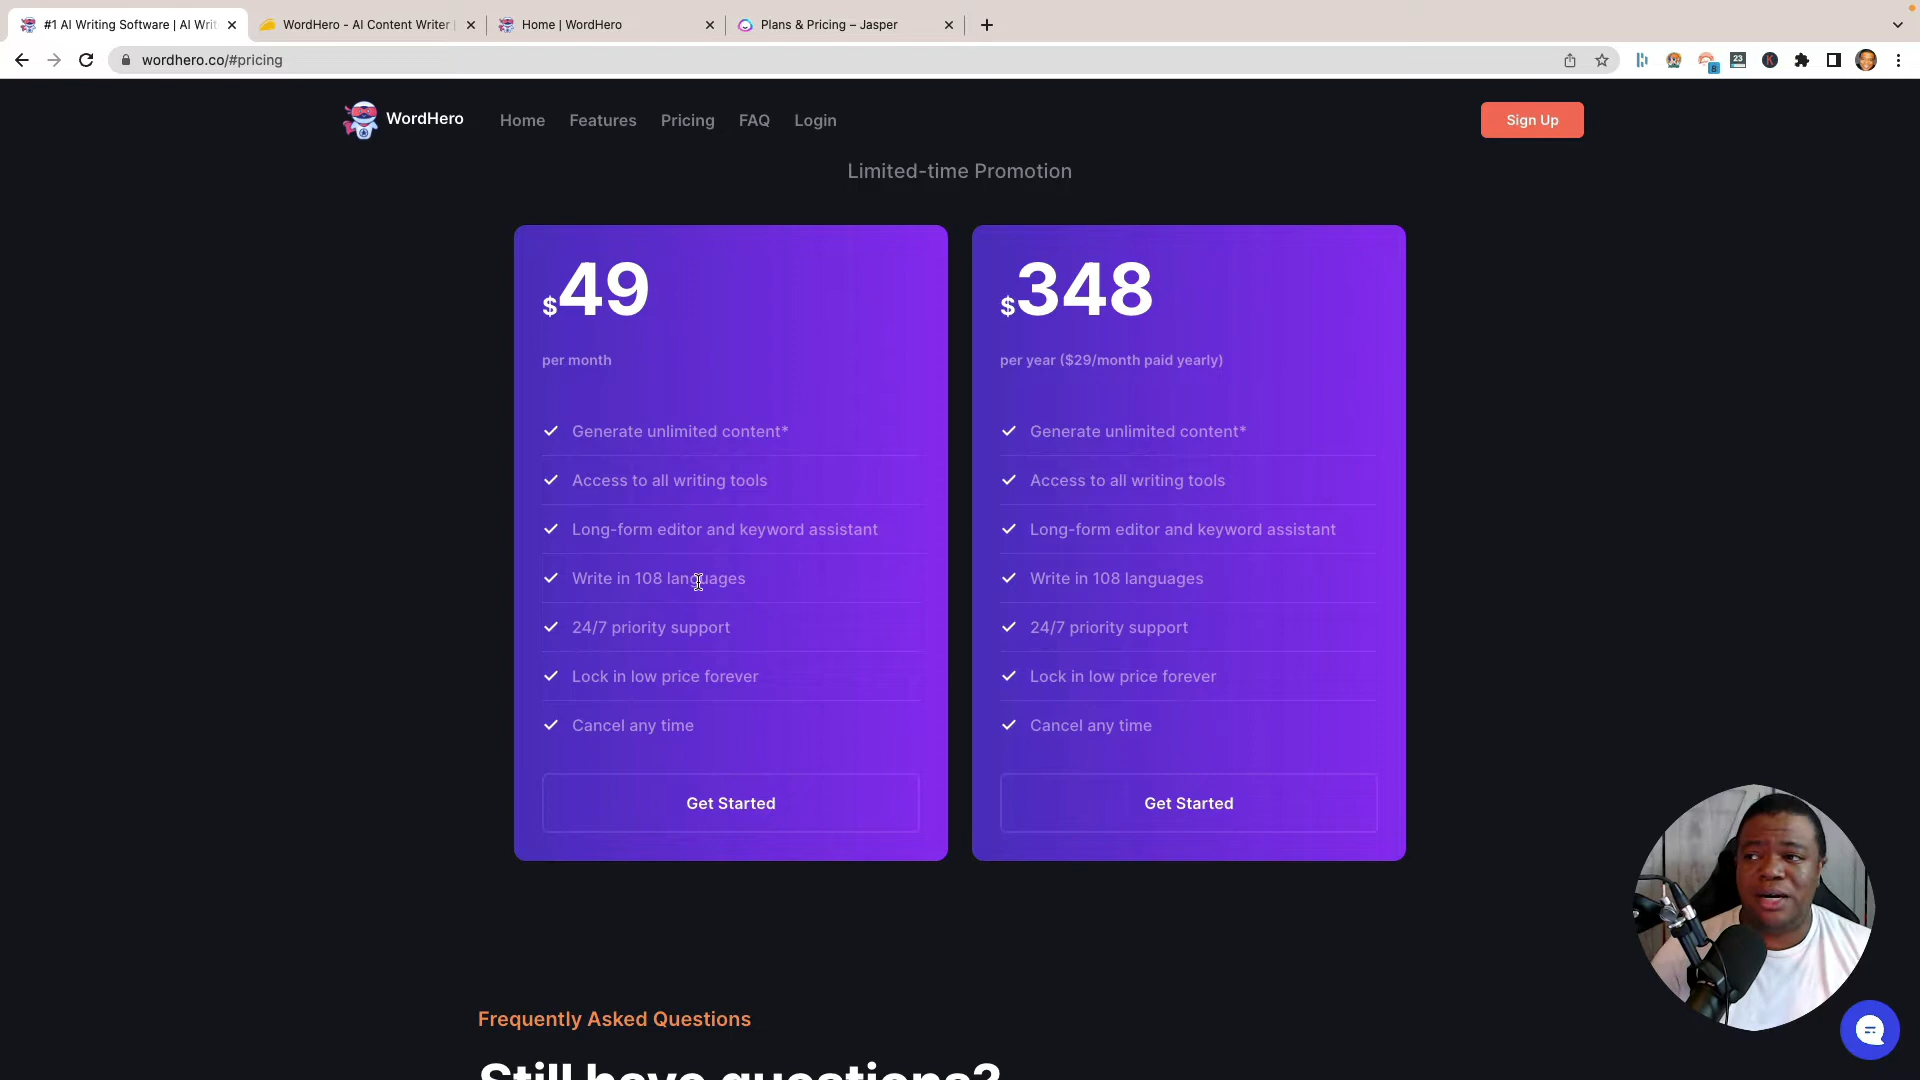 #1 AI Writing Software | AI Writ
WordHero - AI Content Writer
Home | WordHero
Plans & Pricing – Jasper
wordhero.co/#pricing
8
23
K
WordHero
Home
Features
Pricing
FAQ
Login
Sign Up
Limited-time Promotion
$49
per month
Generate unlimited content*
Access to all writing tools
Long-form editor and keyword assistant
Write in 108 languages
24/7 priority support
Lock in low price forever
Cancel any time
Get Started
$348
per year ($29/month paid yearly)
Generate unlimited content*
Access to all writing tools
Long-form editor and keyword assistant
Write in 108 languages
24/7 priority support
Lock in low price forever
Cancel any time
Get Started
Frequently Asked Questions
Still have questions?